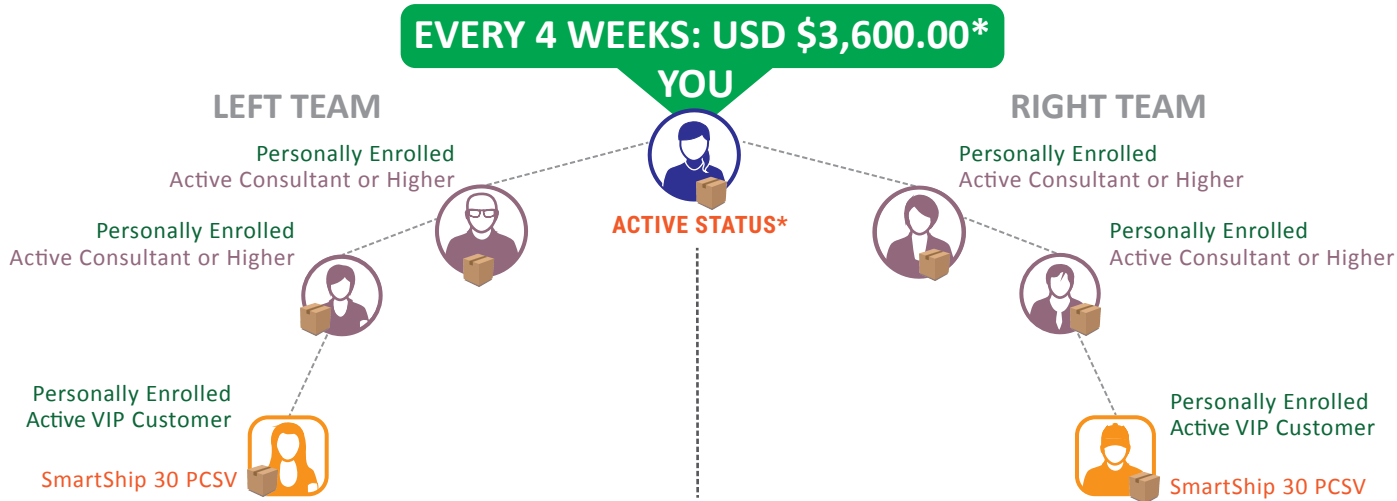 EVERY 4 WEEKS: USD $3,600.00*
YOU
LEFT TEAM
RIGHT TEAM
Personally Enrolled
Active Consultant or Higher
Personally Enrolled
Active Consultant or Higher
Personally Enrolled
Active Consultant or Higher
Personally Enrolled
Active Consultant or Higher
ACTIVE STATUS*
Personally Enrolled
Active VIP Customer
SmartShip 30 PCSV
Personally Enrolled
Active VIP Customer
SmartShip 30 PCSV